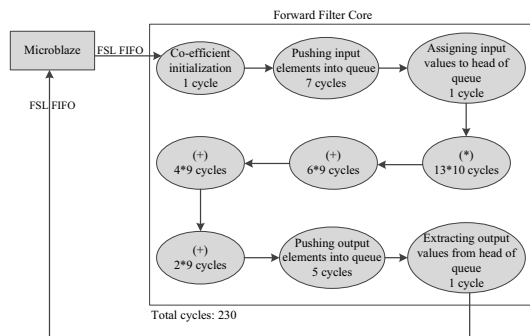 Forward Filter Core
Microblaze
FSL FIFO
Co-efficient
initialization
1 cycle
Pushing input
elements into queue
7 cycles
Assigning input
values to head of
queue
1 cycle
FSL FIFO
(+)
4*9 cycles
(+)
6*9 cycles
(*)
13*10 cycles
(+)
2*9 cycles
Pushing output
elements into queue
5 cycles
Extracting output
values from head of
queue
1 cycle
Total cycles: 230